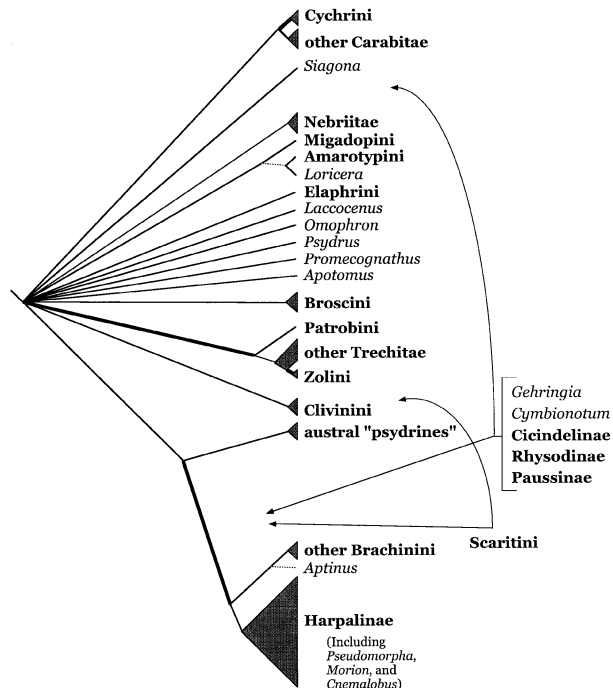 Cychrini
other Carabitae
Siagona
Nebriitae
Migadopini
Amarotypini
Loricera
Elaphrini
Laccocenus
Omophron
Psydrus
Promecognathus
Apotomus
Broscini
Patrobini
other Trechitae
Zolini
Clivinini
austral "psydrines"
Gehringia
Cymbionotum
Cicindelinae
Rhysodinae
Paussinae
Scaritini
other Brachinini
Aptinus
Harpalinae
(Including
Pseudomorpha,
Morion, and
Cnemalobus)